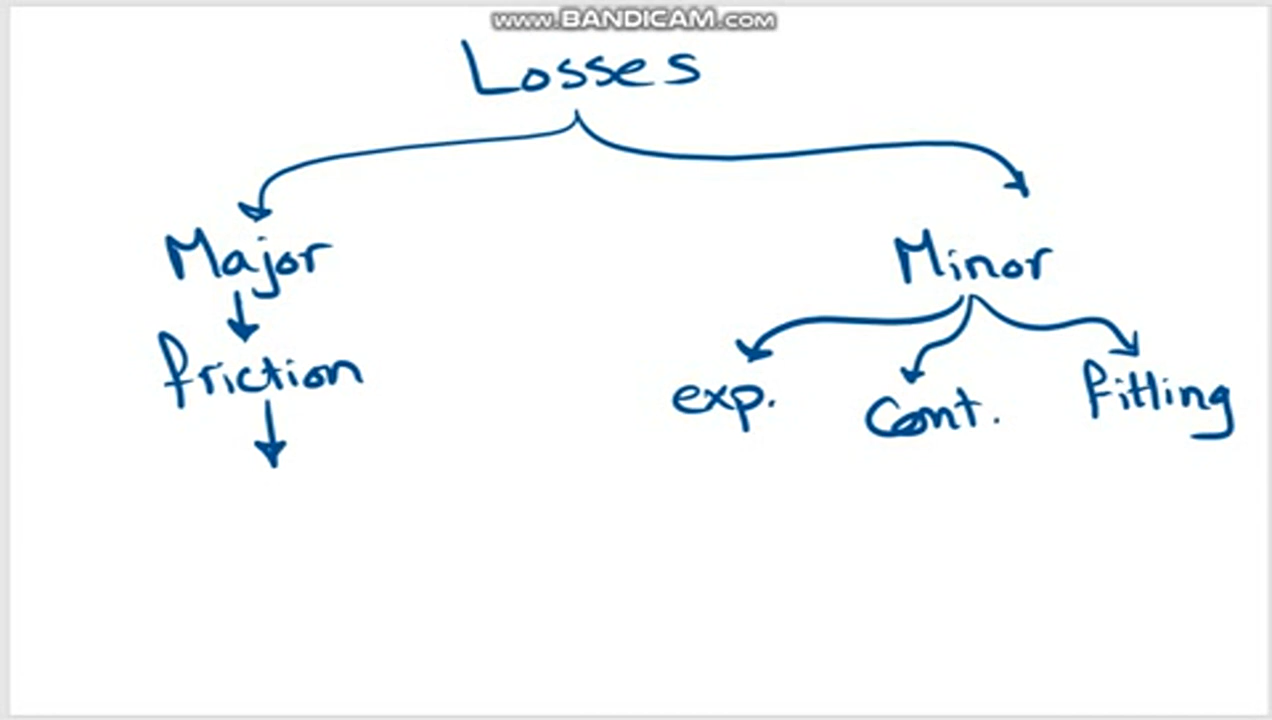 www.BANDICAM.com
Losses
Major
Minor
friction
exp.
Cont.
fitting